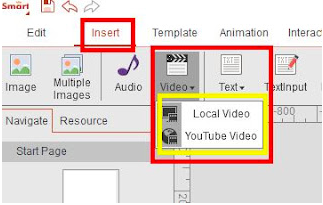 Smart
Edit Insert Template Animation
Image Multiple Images Audio Video Text TextInput
Local Video
YouTube Video
Navigate Resource
Start Page
800